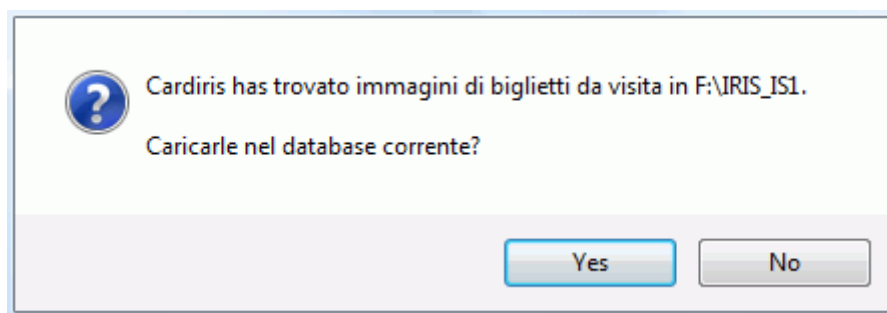 Cardiris has trovato immagini di biglietti da visita in F:\IRIS_IS1.
Caricarle nel database corrente?
Yes
No